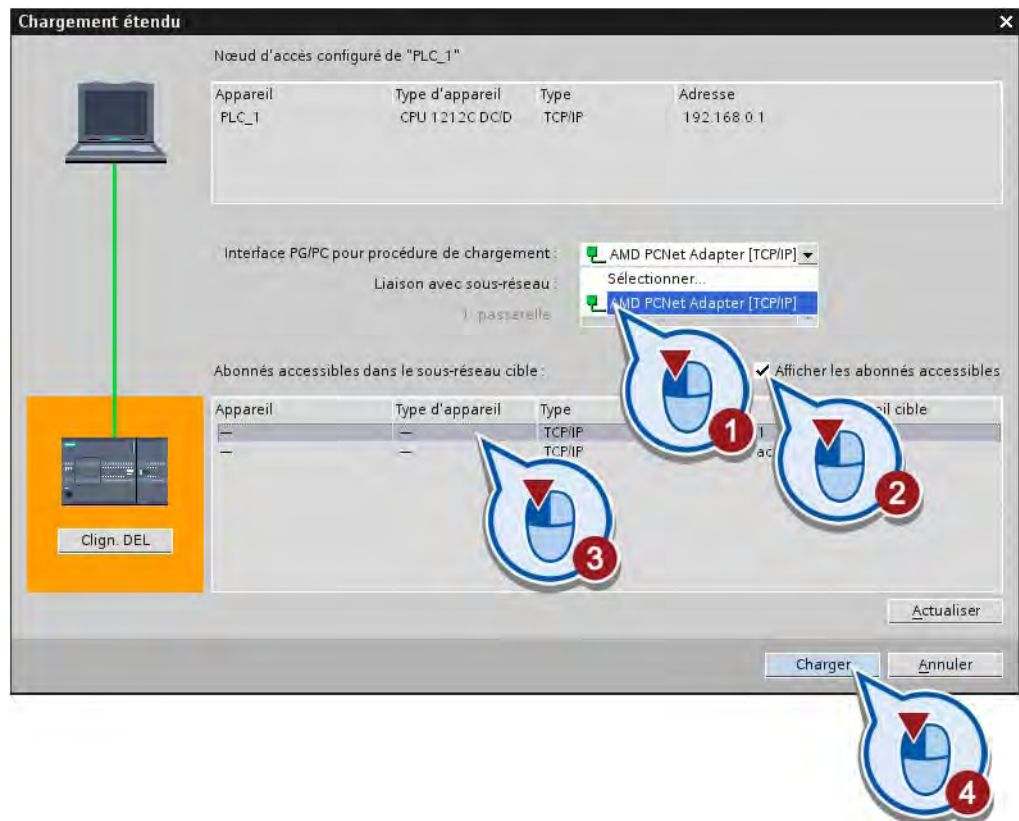 Chargement étendu
Nœud d'accès configuré de "PLC_1"
Appareil Type d'appareil Type Adresse
PLC_1 CPU 1212C DC/D TCP/IP 192.168.0.1
Interface PG/PC pour procédure de chargement : AMD PCNet Adapter [TCP/IP]
Sélectionner...
Liaison avec sous-réseau :
AMD PCNet Adapter [TCP/IP]
1. passerelle
Abonnés accessibles dans le sous-réseau cible : Afficher les abonnés accessibles
Appareil Type d'appareil Type cible
— — TCP/IP
— — TCP/IP
1
2
3
Clign. DEL
Actualiser
Charger Annuler
4